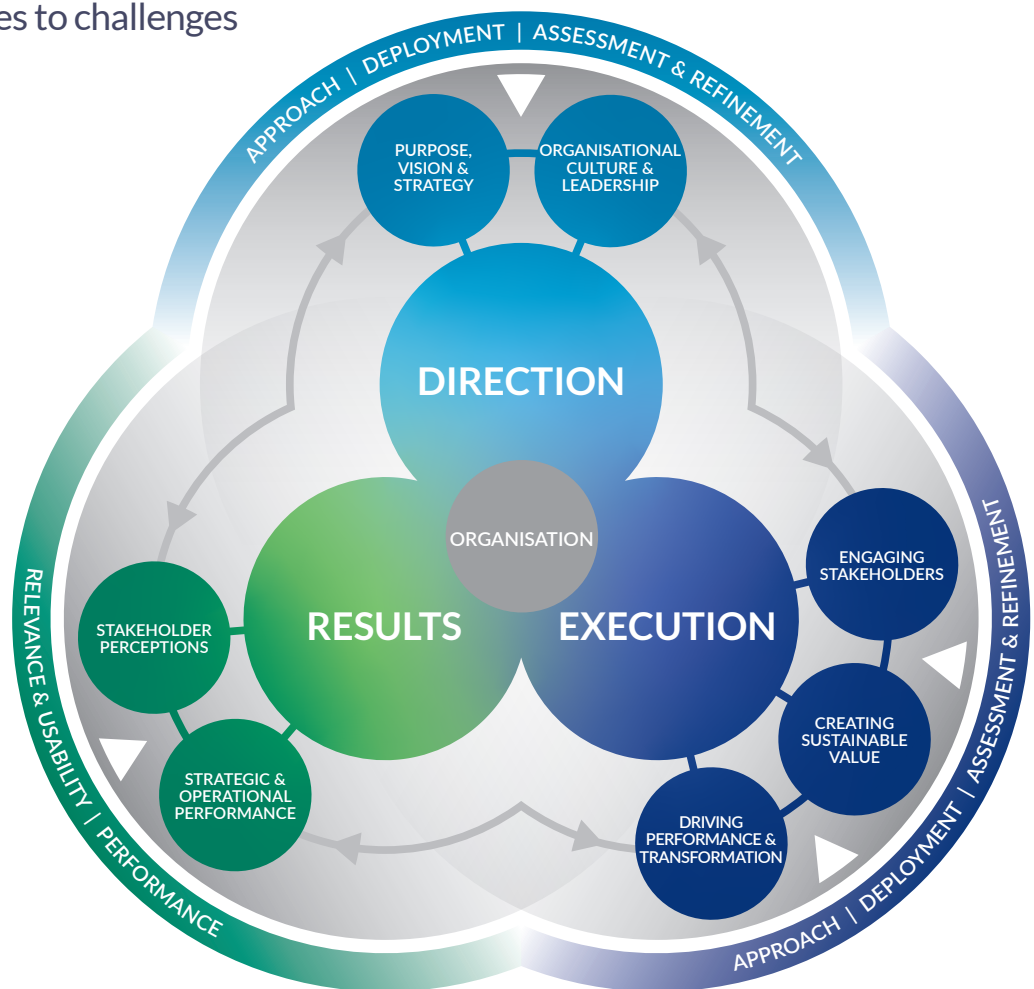 es to challenges
APPROACH | DEPLOYMENT | ASSESSMENT & REFINEMENT
PURPOSE,
VISION &
STRATEGY
ORGANISATIONAL
CULTURE &
LEADERSHIP
DIRECTION
ORGANISATION
RESULTS
EXECUTION
ENGAGING
STAKEHOLDERS
CREATING
SUSTAINABLE
VALUE
DRIVING
PERFORMANCE &
TRANSFORMATION
STAKEHOLDER
PERCEPTIONS
STRATEGIC &
OPERATIONAL
PERFORMANCE
RELEVANCE & USABILITY | PERFORMANCE
APPROACH | DEPLOYMENT | ASSESSMENT & REFINEMENT